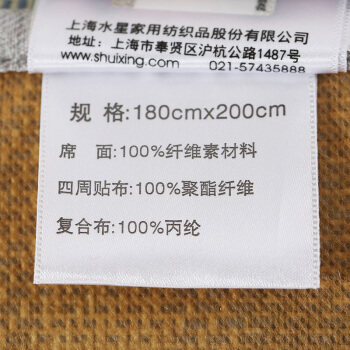 上海水星家用纺织品股份有限公司
地址：上海市奉贤区沪杭公路1487号
www.shuixing.com 021-57435888
规 格:180cmx200cm
席 面:100%纤维素材料
四周贴布:100%聚酯纤维
复合布:100%丙纶